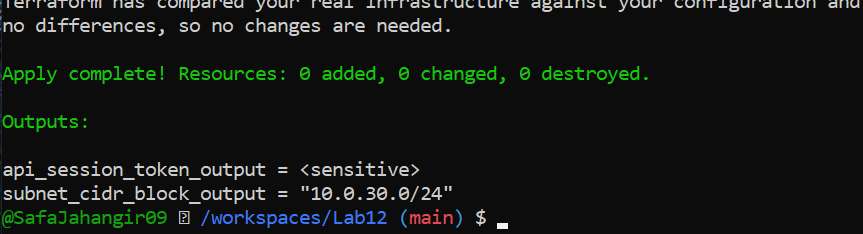 Terraform has compared your real infrastructure against your configuration and
no differences, so no changes are needed.
Apply complete! Resources: 0 added, 0 changed, 0 destroyed.
Outputs:
api_session_token_output = <sensitive>
subnet_cidr_block_output = "10.0.30.0/24"
@SafaJahangir09 /workspaces/Lab12 (main) $